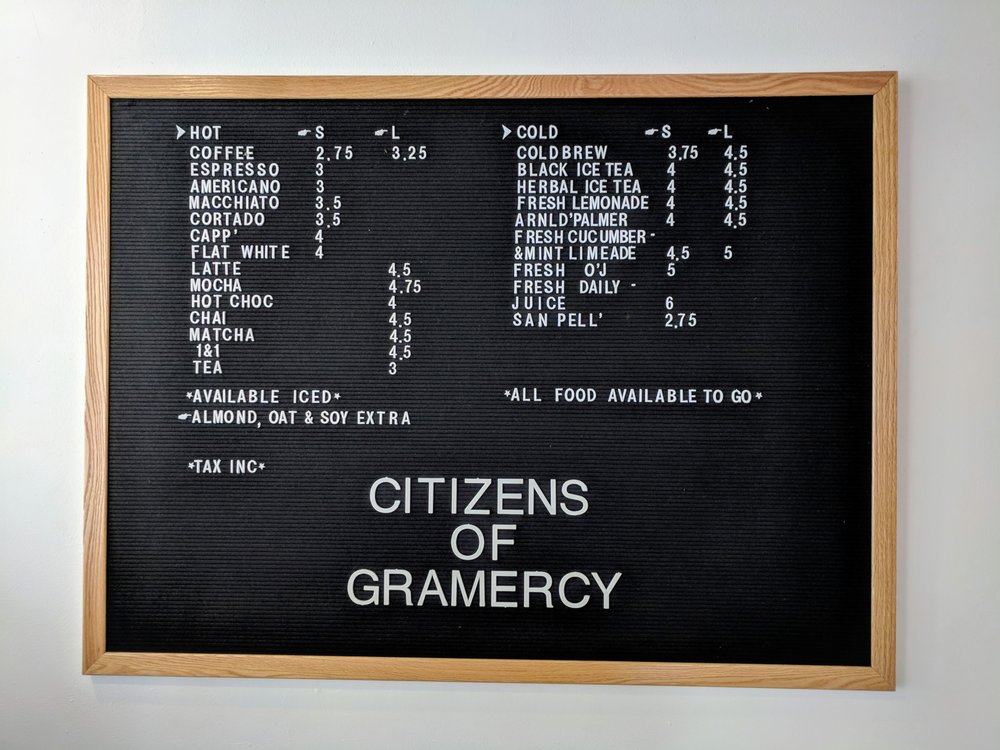 HOT S L
COFFEE 2.75 3.25
ESPRESSO 3
AMERICANO 3
MACCHIATO 3.5
CORTADO 3.5
CAPP' 4
FLAT WHITE 4
LATTE 4.5
MOCHA 4.75
HOT CHOC 4
CHAI 4.5
MATCHA 4.5
1&1 4.5
TEA 3
*AVAILABLE ICED*
ALMOND, OAT & SOY EXTRA
*TAX INC*
COLD S L
COLD BREW 3.75 4.5
BLACK ICE TEA 4 4.5
HERBAL ICE TEA 4 4.5
FRESH LEMONADE 4 4.5
ARNLD'PALMER 4 4.5
FRESH CUCUMBER-
&MINT LIMEADE 4.5 5
FRESH O'J 5
FRESH DAILY -
JUICE 6
SAN PELL' 2.75
*ALL FOOD AVAILABLE TO GO*
CITIZENS
OF
GRAMERCY